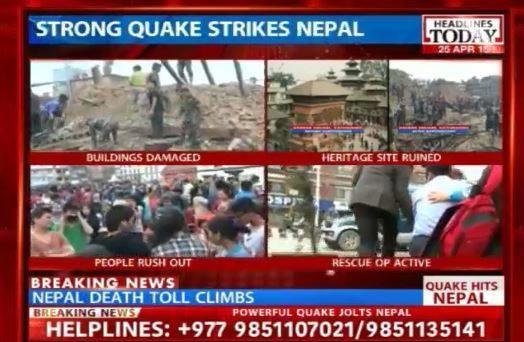 STRONG QUAKE STRIKES NEPAL
HEADLINES
TODAY
25 APR 15
BUILDINGS DAMAGED
HERITAGE SITE RUINED
PEOPLE RUSH OUT
RESCUE OP ACTIVE
BREAKING NEWS
NEPAL DEATH TOLL CLIMBS
QUAKE HITS
NEPAL
BREAKING NEWS
POWERFUL QUAKE JOLTS NEPAL
HELPLINES: +977 9851107021/9851135141